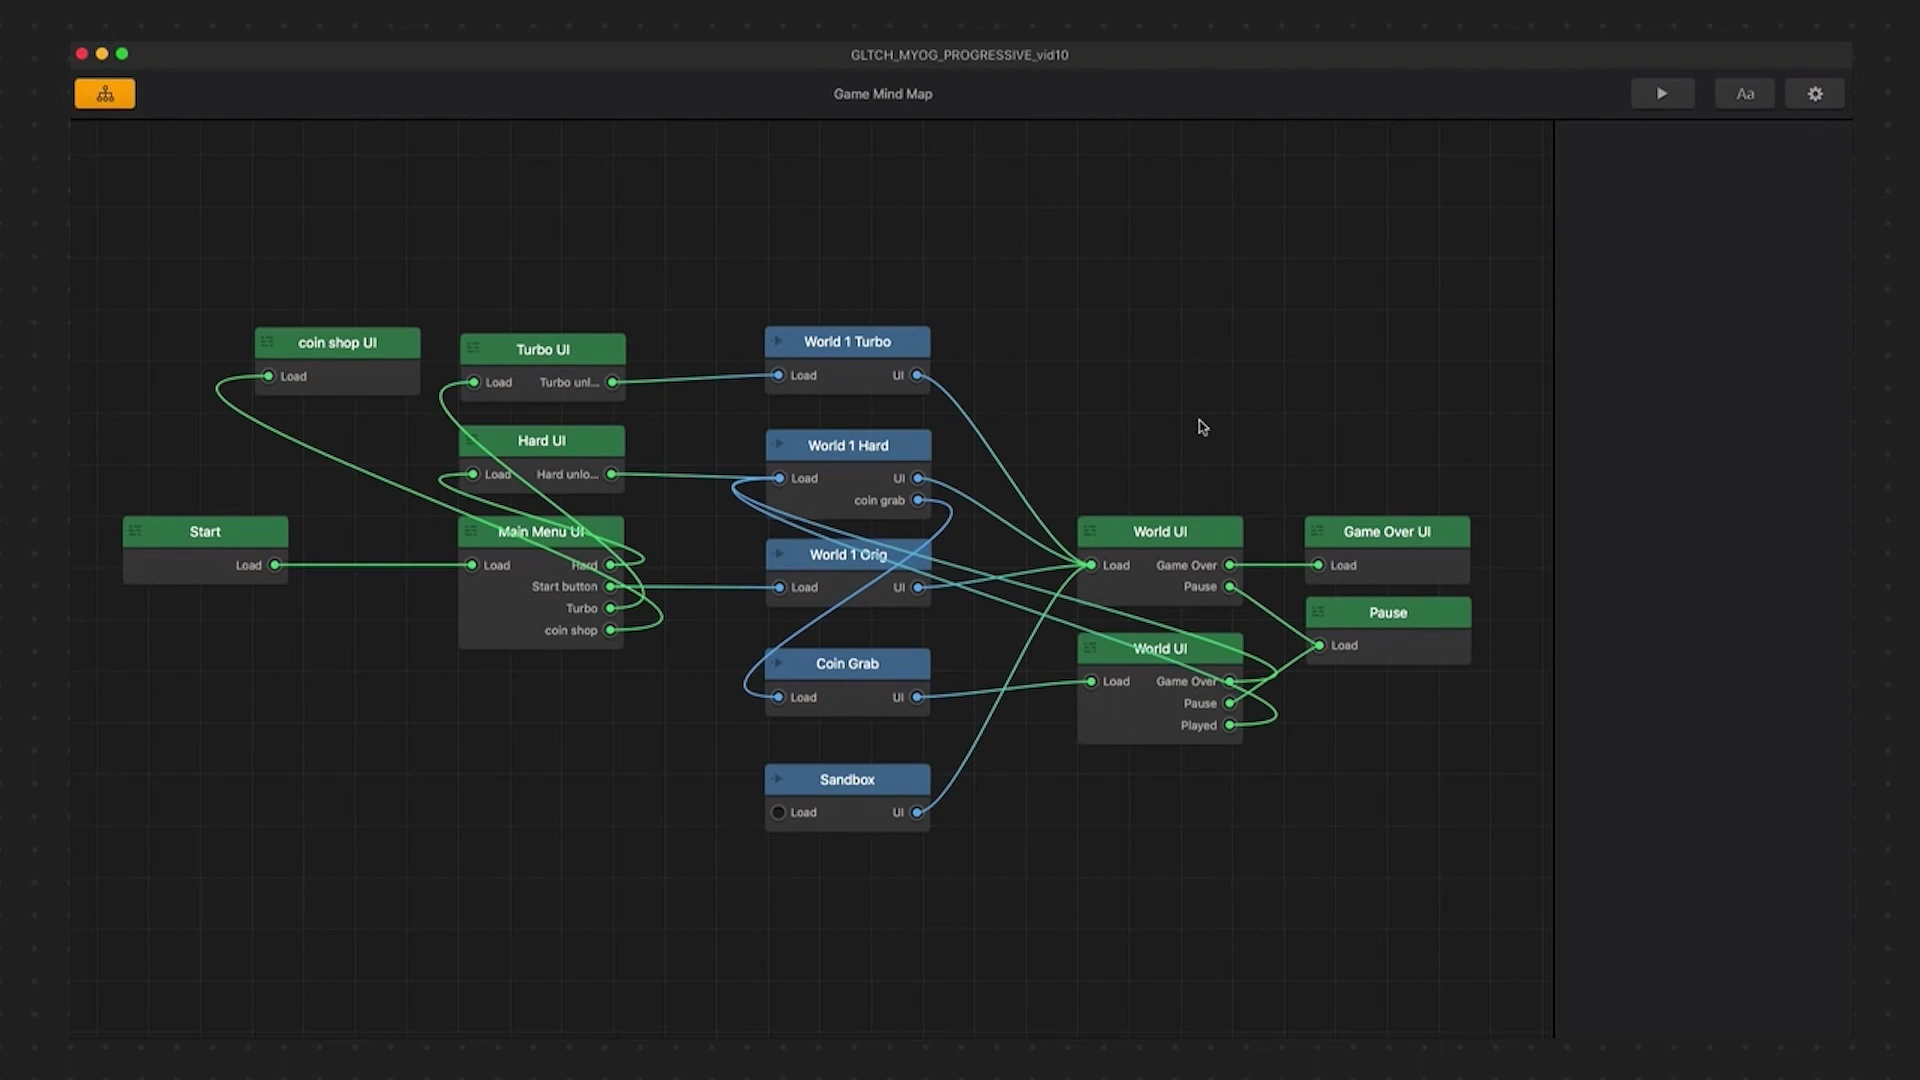 GLTCH_MYOG_PROGRESSIVE_vid10
Game Mind Map
Aa
coin shop UI
Load
Turbo UI
Load Turbo unl...
World 1 Turbo
Load UI
Hard UI
Load Hard unlo...
World 1 Hard
Load UI
coin grab
Start
Load
Main Menu UI
Load Hard
Start button
Turbo
coin shop
World 1 Orig
Load UI
World UI
Load Game Over
Pause
Game Over UI
Load
Pause
Load
Coin Grab
Load UI
World UI
Load Game Over
Pause
Played
Sandbox
Load UI